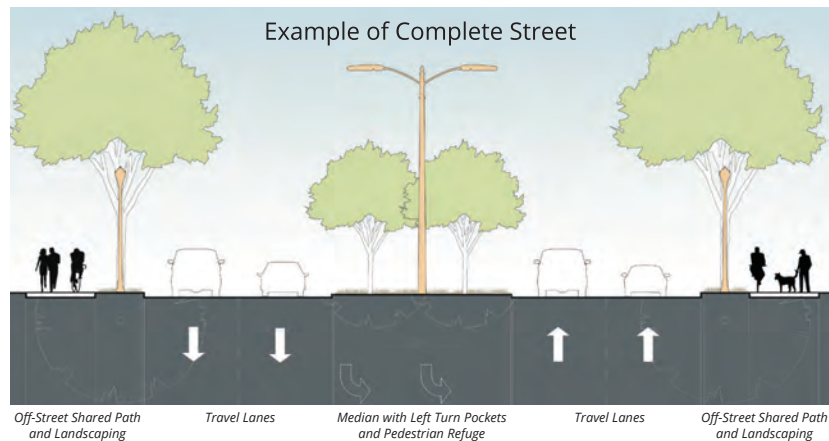 Example of Complete Street
Off-Street Shared Path
and Landscaping
Travel Lanes
Median with Left Turn Pockets
and Pedestrian Refuge
Travel Lanes
Off-Street Shared Path
and Landscaping